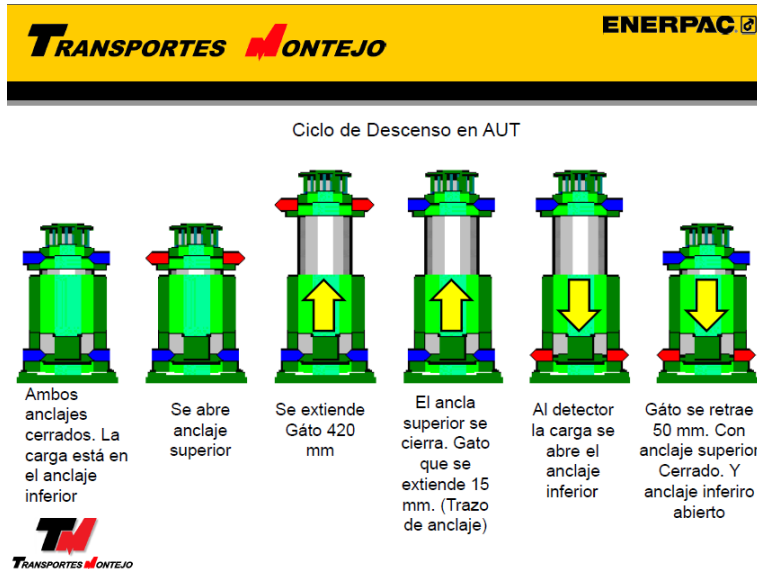 TRANSPORTES MONTEJO
ENERPAC
Ciclo de Descenso en AUT
Ambos
anclajes
cerrados. La
carga está en
el anclaje
inferior
Se abre
anclaje
superior
Se extiende
Gáto 420
mm
El ancla
superior se
cierra. Gato
que se
extiende 15
mm. (Trazo
de anclaje)
Al detector
la carga se
abre el
anclaje
inferior
Gáto se retrae
50 mm. Con
anclaje superior
Cerrado. Y
anclaje inferiro
abierto
TM
TRANSPORTES MONTEJO